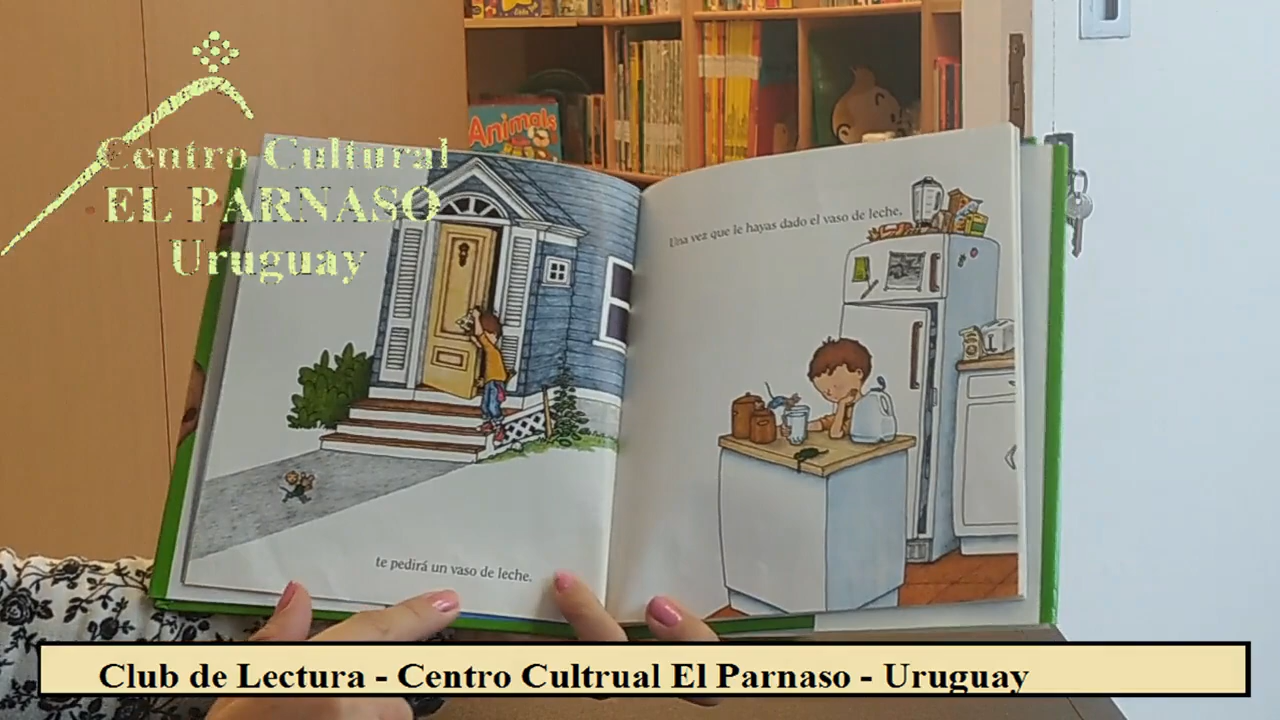 Centro Cultural
EL PARNASO
Uruguay
Animals
Una vez que le hayas dado el vaso de leche,
te pedirá un vaso de leche.
Club de Lectura - Centro Cultrual El Parnaso - Uruguay